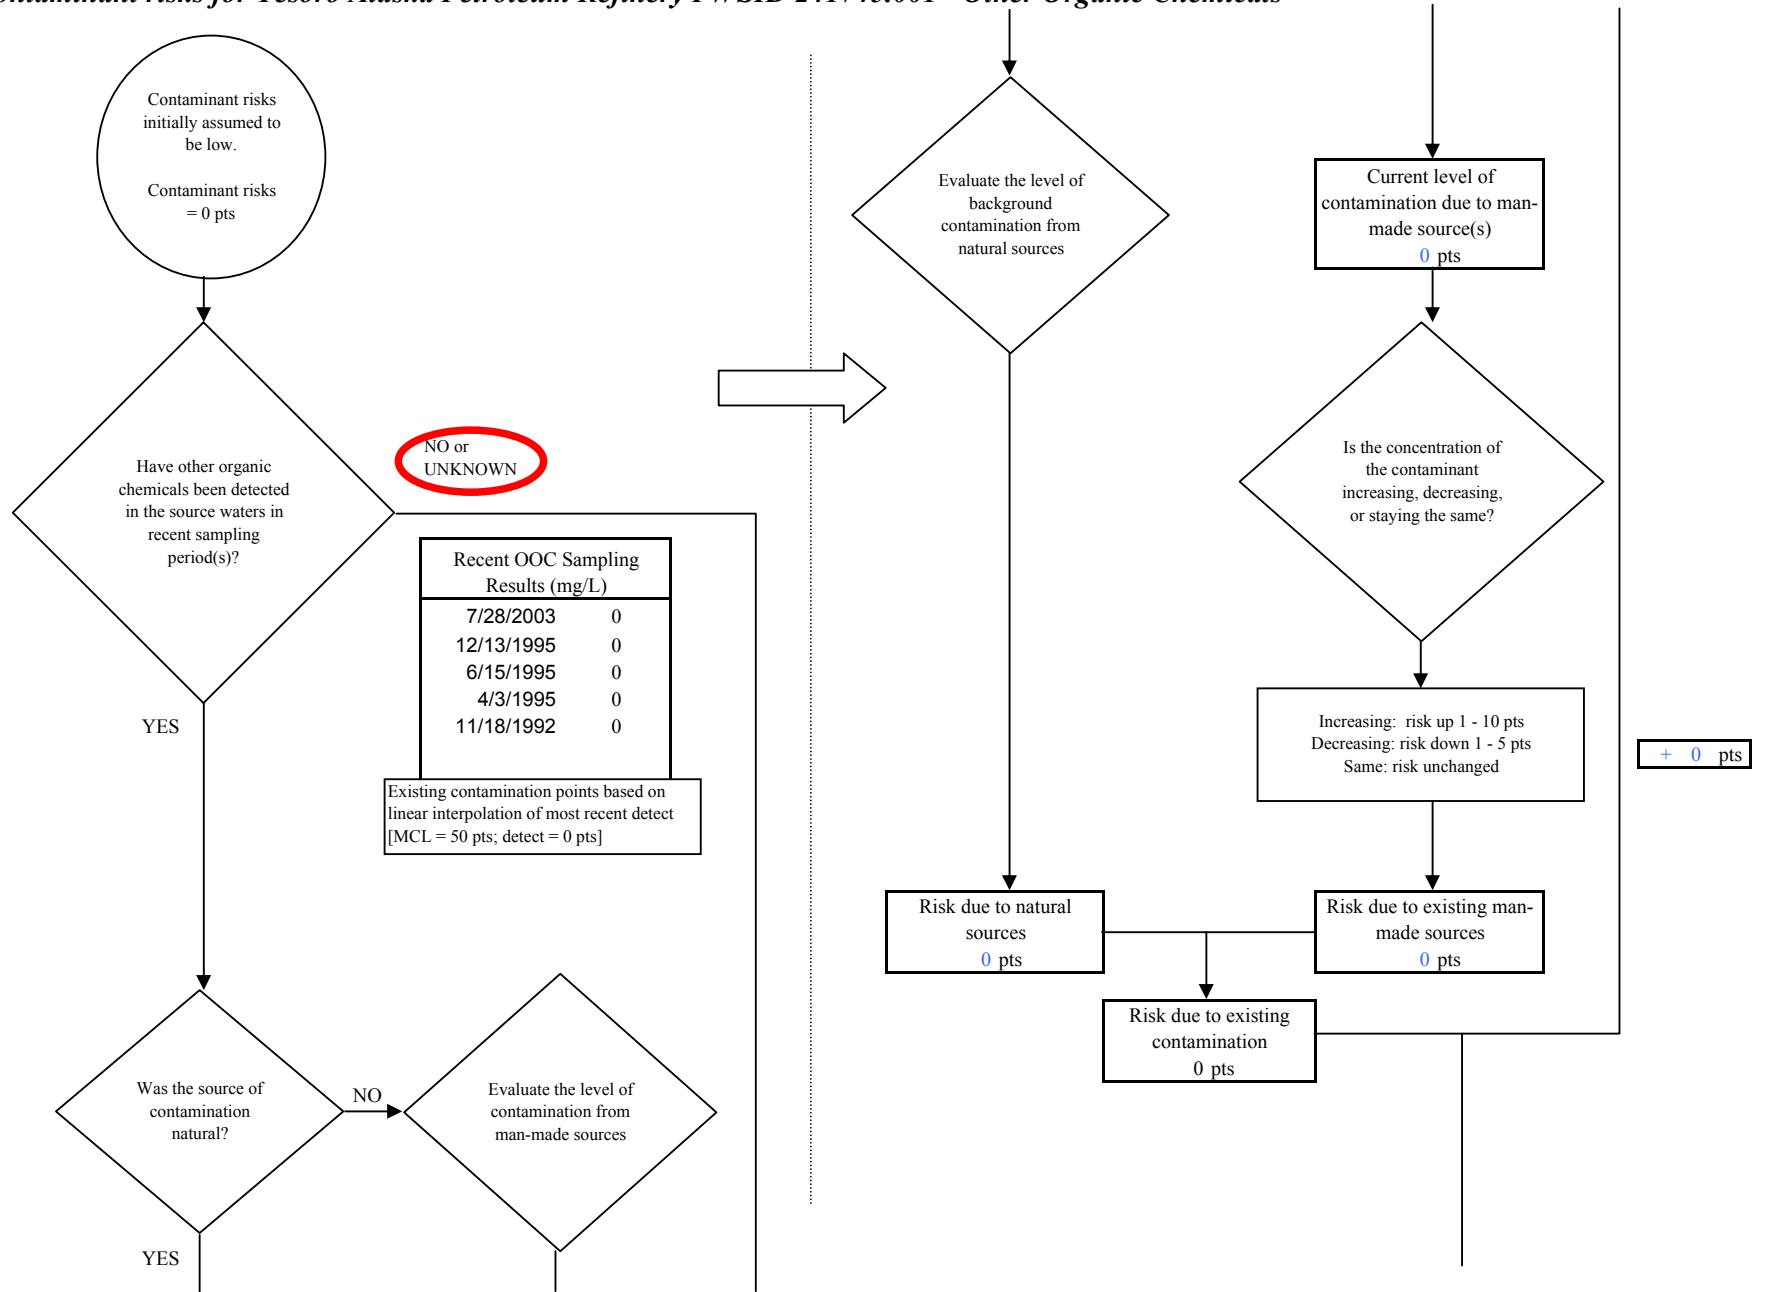 Contaminant risks
initially assumed to
be low.
Contaminant risks
= 0 pts
Have other organic
chemicals been detected
in the source waters in
recent sampling
period(s)?
NO or
UNKNOWN
Recent OOC Sampling
Results (mg/L)
7/28/2003 0
12/13/1995 0
6/15/1995 0
4/3/1995 0
11/18/1992 0
Existing contamination points based on
linear interpolation of most recent detect
[MCL = 50 pts; detect = 0 pts]
YES
Was the source of
contamination
natural?
NO
Evaluate the level of
contamination from
man-made sources
YES
Evaluate the level of
background
contamination from
natural sources
Current level of
contamination due to man-
made source(s)
0 pts
Is the concentration of
the contaminant
increasing, decreasing,
or staying the same?
Increasing: risk up 1 - 10 pts
Decreasing: risk down 1 - 5 pts
Same: risk unchanged
+ 0 pts
Risk due to natural
sources
0 pts
Risk due to existing man-
made sources
0 pts
Risk due to existing
contamination
0 pts